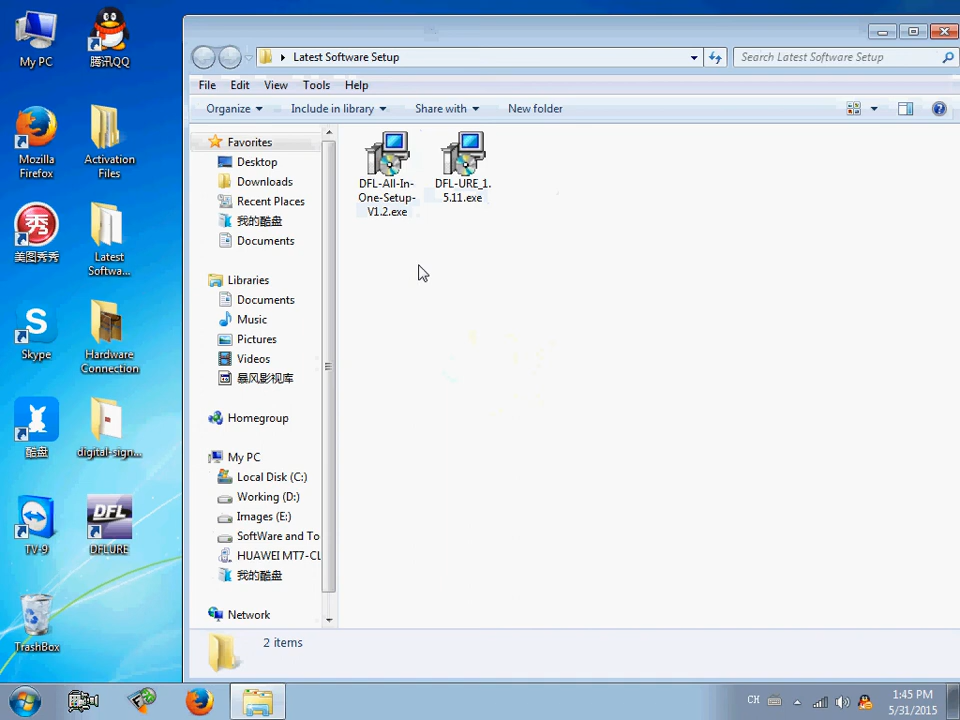 My PC
腾讯QQ
Mozilla
Firefox
Activation
Files
秀
美图秀秀
Latest
Softwa...
S
Skype
Hardware
Connection
酷盘
digital-sign...
TV-9
DFL
DFLURE
TrashBox
Latest Software Setup
Search Latest Software Setup
File Edit View Tools Help
Organize Include in library Share with New folder
Favorites
Desktop
Downloads
Recent Places
我的酷盘
Documents
Libraries
Documents
Music
Pictures
Videos
暴风影视库
Homegroup
My PC
Local Disk (C:)
Working (D:)
Images (E:)
SoftWare and To
HUAWEI MT7-CL
我的酷盘
Network
DFL-All-In-
One-Setup-
V1.2.exe
DFL-URE_1.
5.11.exe
2 items
CH
1:45 PM
5/31/2015